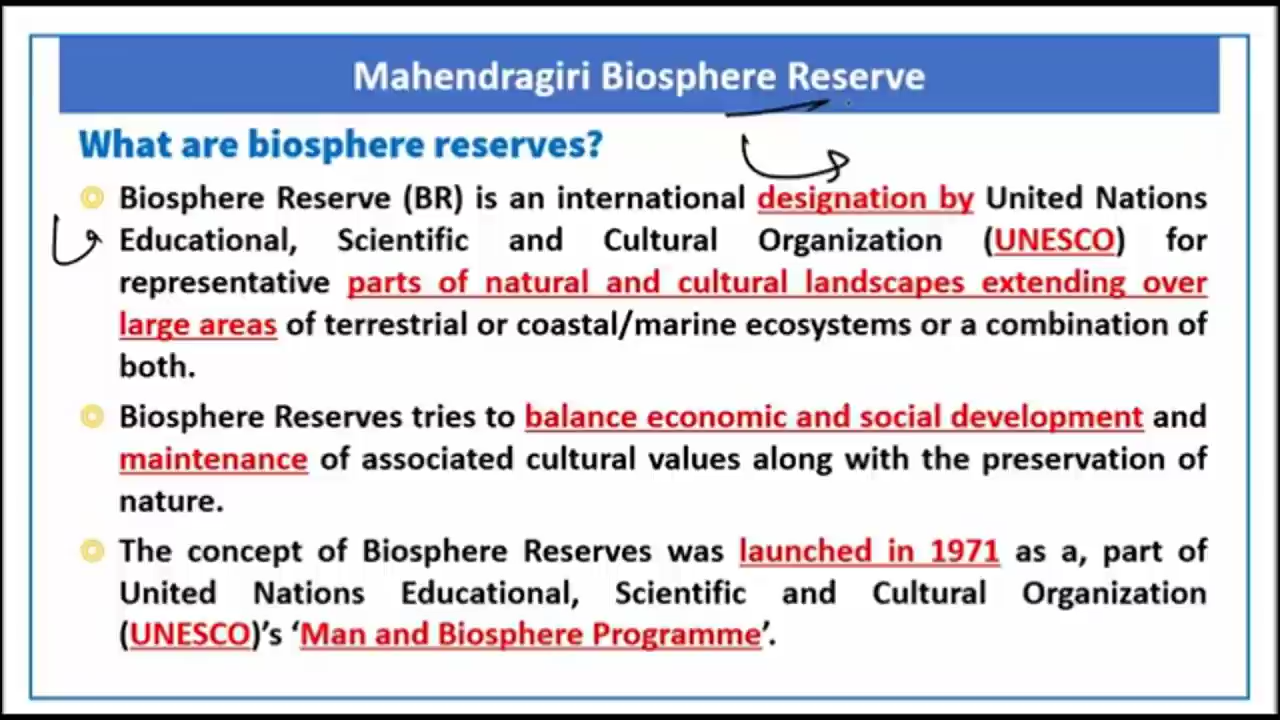 Mahendragiri Biosphere Reserve
What are biosphere reserves?
Biosphere Reserve (BR) is an international designation by United Nations
Educational, Scientific and Cultural Organization (UNESCO) for
representative parts of natural and cultural landscapes extending over
large areas of terrestrial or coastal/marine ecosystems or a combination of
both.
Biosphere Reserves tries to balance economic and social development and
maintenance of associated cultural values along with the preservation of
nature.
The concept of Biosphere Reserves was launched in 1971 as a, part of
United Nations Educational, Scientific and Cultural Organization
(UNESCO)’s ‘Man and Biosphere Programme’.